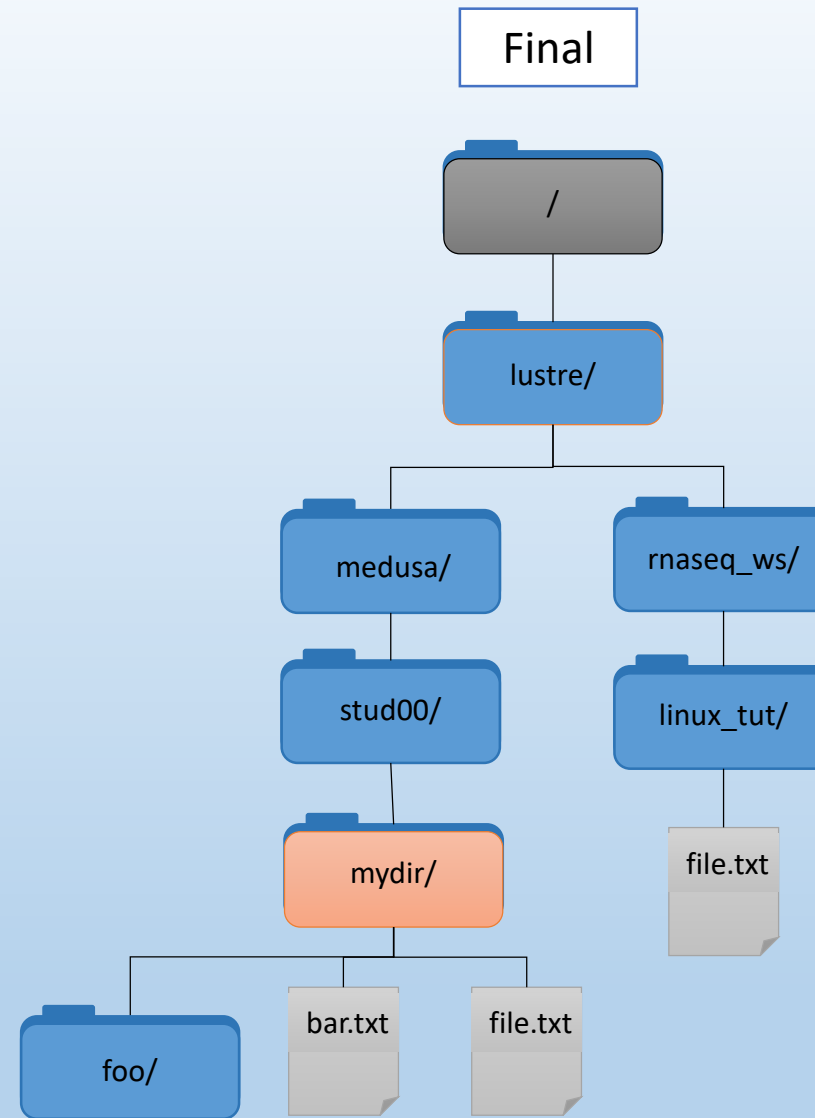 Final
/
lustre/
medusa/
rnaseq_ws/
stud00/
linux_tut/
mydir/
file.txt
foo/
bar.txt
file.txt